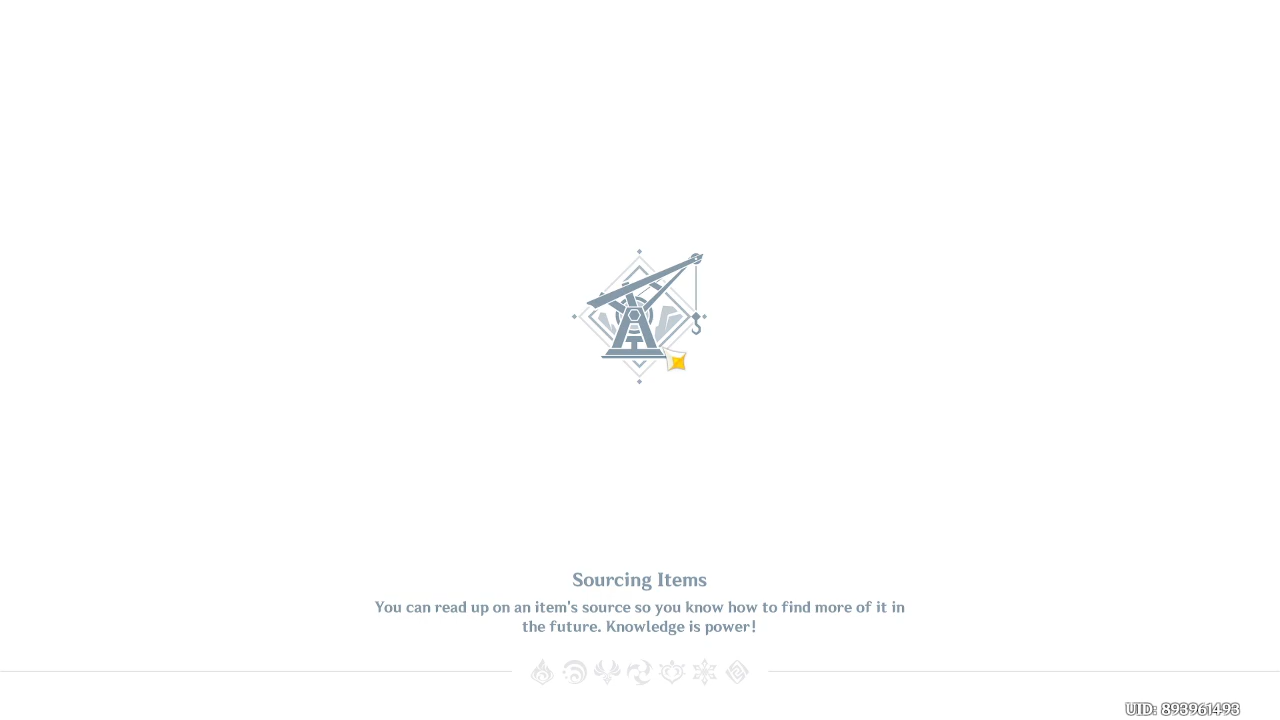 Sourcing Items
You can read up on an item's source so you know how to find more of it in
the future. Knowledge is power!
UID: 893961493